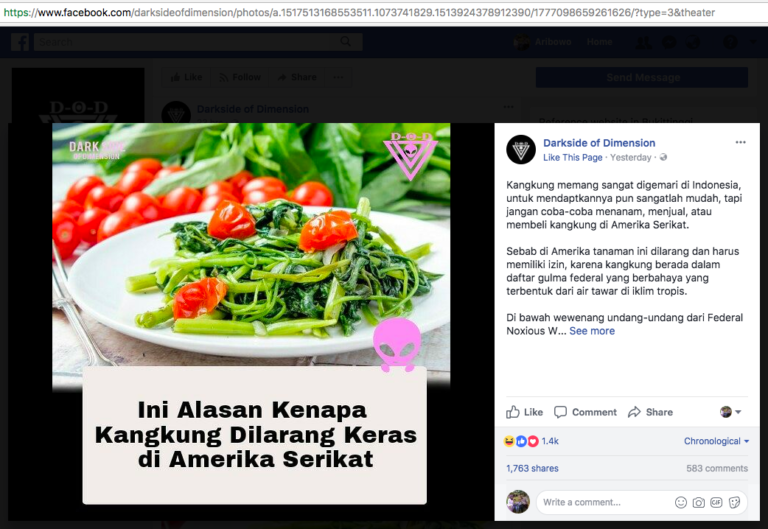 https://www.facebook.com/darksideofdimension/photos/a.1517513168553511.1073741829.1513924378912390/1777098659261626/?type=3&theater
Search
Aribowo Home
Like Follow Share ...
Send Message
D-O-D
Darkside of Dimension
DARK SIDE
OF DIMENSION
D-O-D
Ini Alasan Kenapa
Kangkung Dilarang Keras
di Amerika Serikat
Darkside of Dimension
Like This Page · Yesterday ·
Kangkung memang sangat digemari di Indonesia,
untuk mendaptkannya pun sangatlah mudah, tapi
jangan coba-coba menanam, menjual, atau
membeli kangkung di Amerika Serikat.
Sebab di Amerika tanaman ini dilarang dan harus
memiliki izin, karena kangkung berada dalam
daftar gulma federal yang berbahaya yang
terbentuk dari air tawar di iklim tropis.
Di bawah wewenang undang-undang dari Federal
Noxious W... See more
Like Comment Share
1.4k Chronological
1,763 shares 583 comments
Write a comment...
GIF